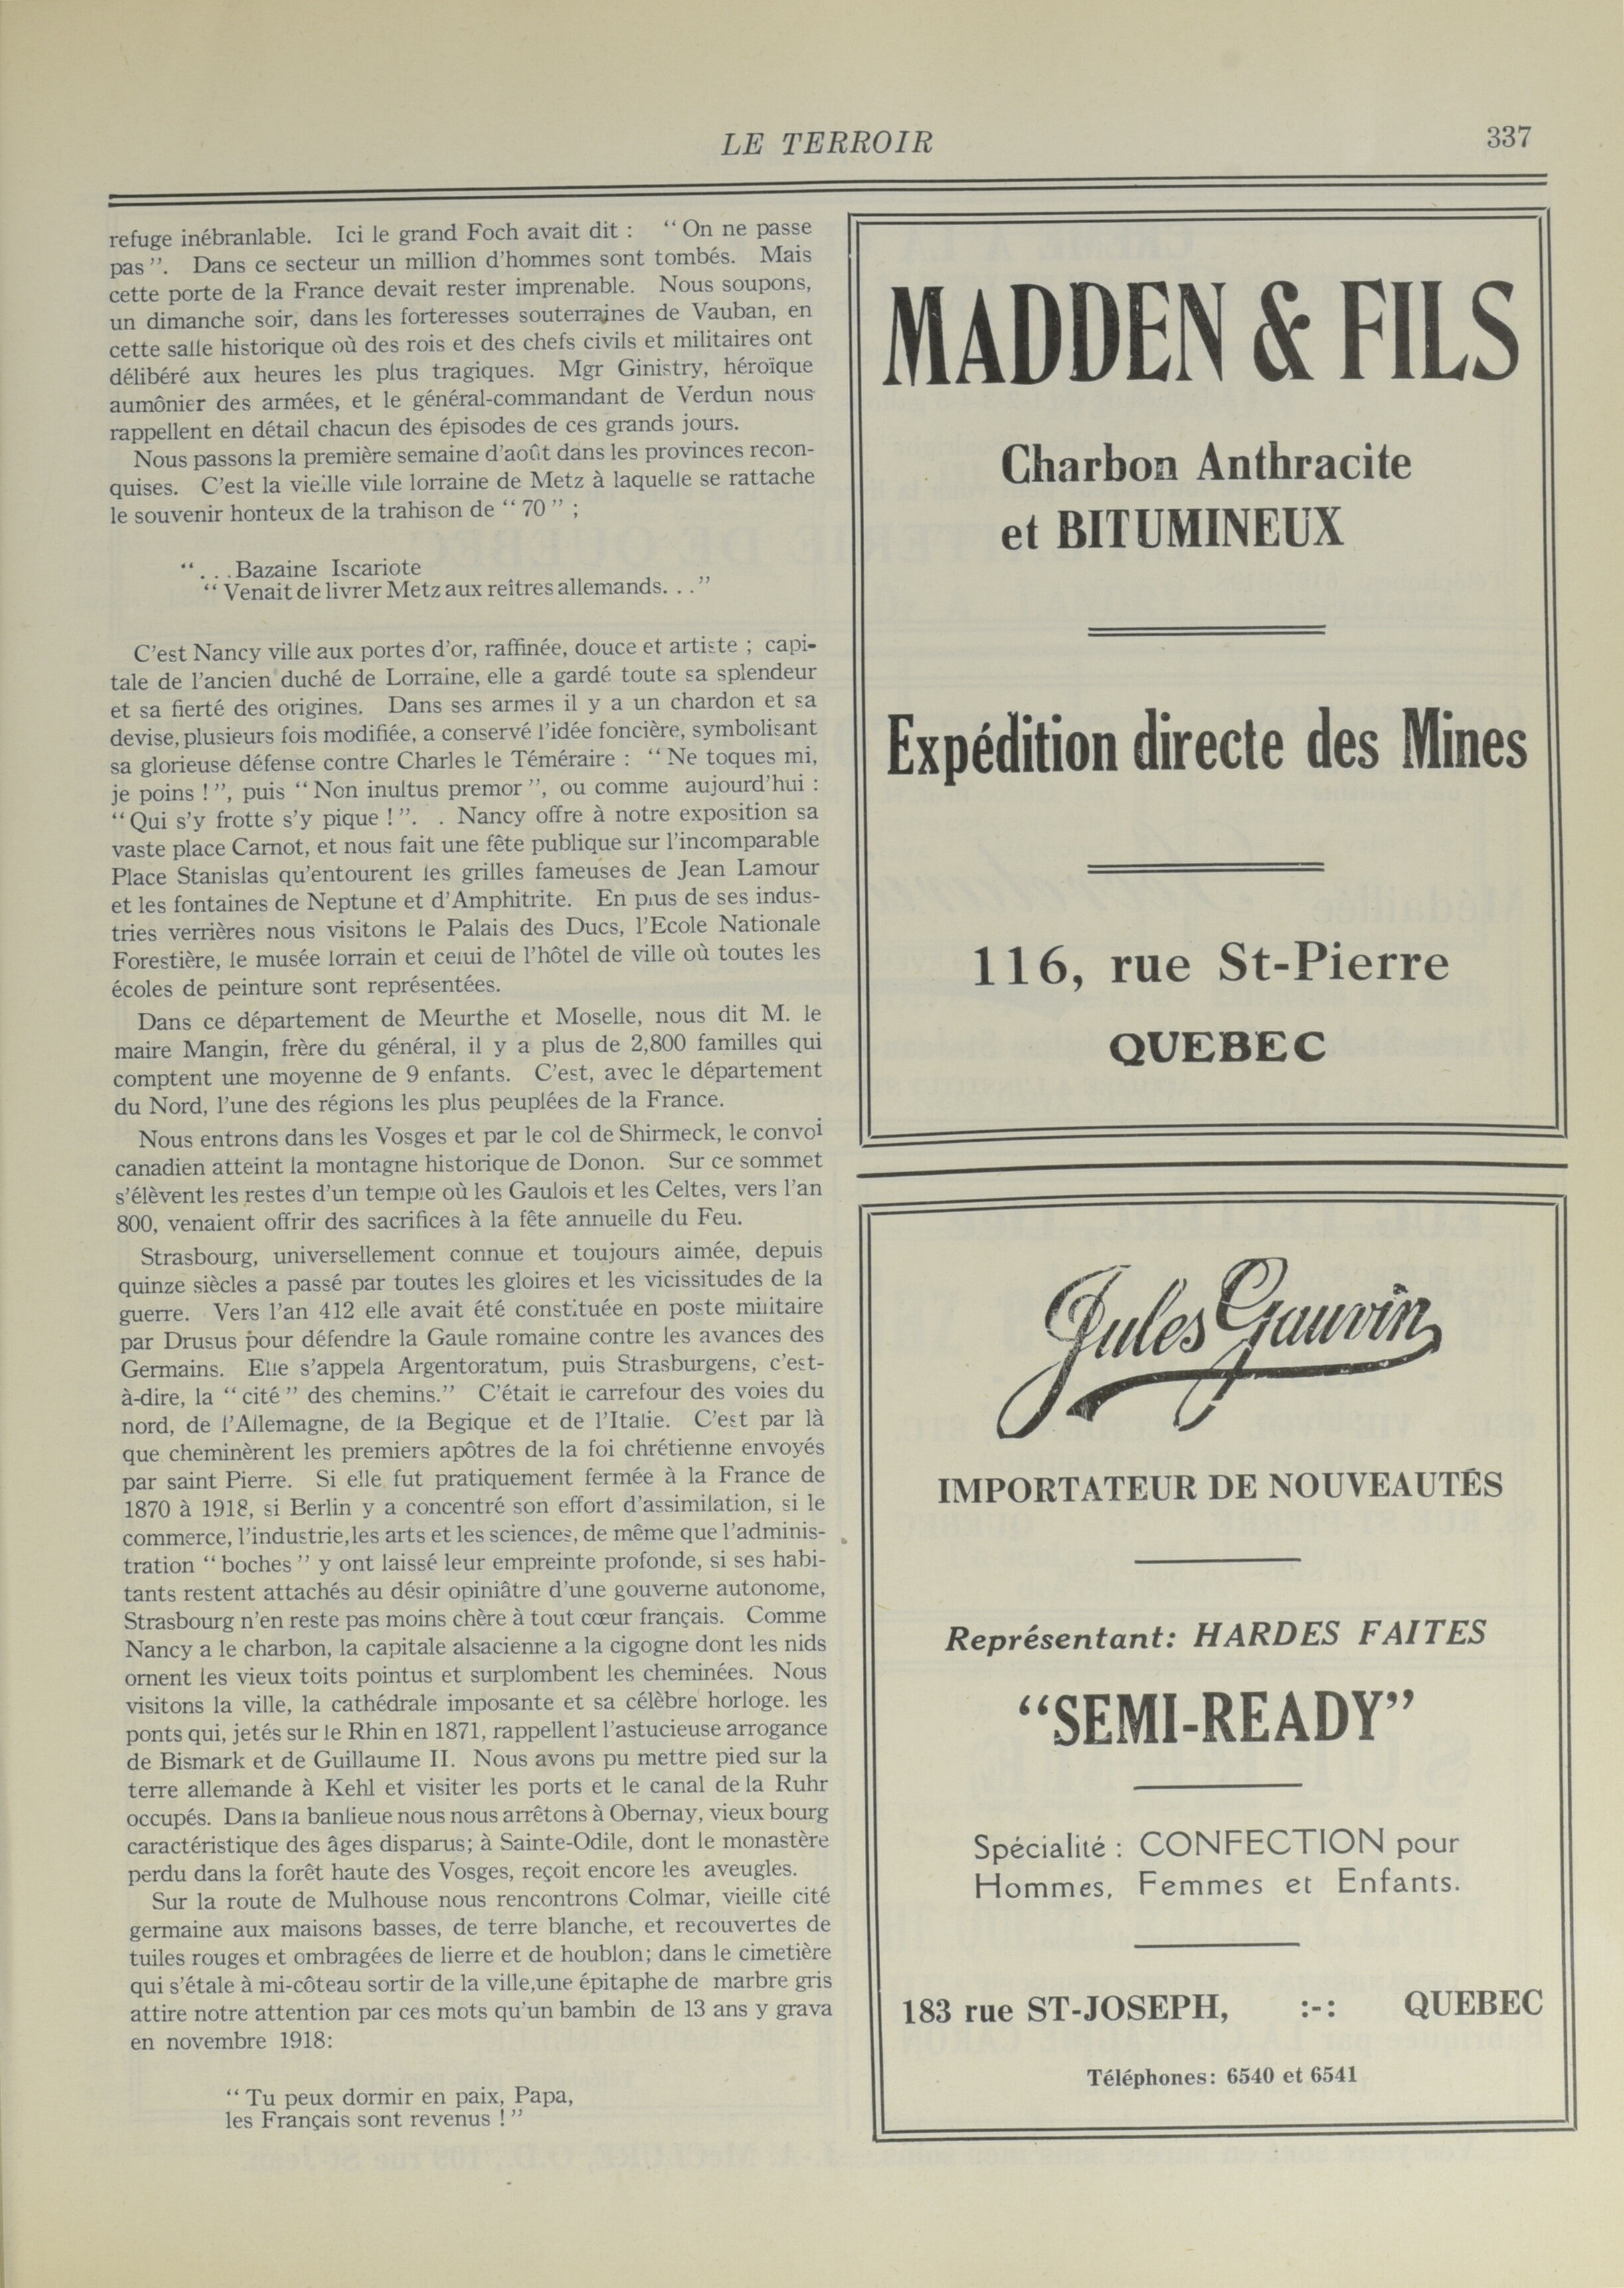 LE TERROIR
337
refuge inébranlable. Ici le grand Foch avait dit : “ On ne passe
pas ”. Dans ce secteur un million d’hommes sont tombés. Mais
cette porte de la France devait rester imprenable. Nous soupons,
un dimanche soir, dans les forteresses souterraines de Vauban, en
cette salle historique où des rois et des chefs civils et militaires ont
délibéré aux heures les plus tragiques. Mgr Ginistry, héroïque
aumônier des armées, et le général-commandant de Verdun nous
rappellent en détail chacun des épisodes de ces grands jours.
Nous passons la première semaine d’août dans les provinces recon-
quises. C’est la vieille ville lorraine de Metz à laquelle se rattache
le souvenir honteux de la trahison de “ 70 ” ;
“ . . .Bazaine Iscariote
“ Venait de livrer Metz aux reîtres allemands. . .”
C’est Nancy ville aux portes d’or, raffinée, douce et artiste ; capi-
tale de l’ancien duché de Lorraine, elle a gardé toute sa splendeur
et sa fierté des origines. Dans ses armes il y a un chardon et sa
devise, plusieurs fois modifiée, a conservé l’idée foncière, symbolisant
sa glorieuse défense contre Charles le Téméraire : “ Ne toques mi,
je poins ! ”, puis “ Non inultus premor ”, ou comme aujourd’hui :
“ Qui s’y frotte s’y pique ! ”. . Nancy offre à notre exposition sa
vaste place Carnot, et nous fait une fête publique sur l’incomparable
Place Stanislas qu’entourent les grilles fameuses de Jean Lamour
et les fontaines de Neptune et d’Amphitrite. En plus de ses indus-
tries verrières nous visitons le Palais des Ducs, l’Ecole Nationale
Forestière, le musée lorrain et celui de l’hôtel de ville où toutes les
écoles de peinture sont représentées.
Dans ce département de Meurthe et Moselle, nous dit M. le
maire Mangin, frère du général, il y a plus de 2,800 familles qui
comptent une moyenne de 9 enfants. C’est, avec le département
du Nord, l’une des régions les plus peuplées de la France.
Nous entrons dans les Vosges et par le col de Shirmeck, le convoi
canadien atteint la montagne historique de Donon. Sur ce sommet
s’élèvent les restes d’un temple où les Gaulois et les Celtes, vers l’an
800, venaient offrir des sacrifices à la fête annuelle du Feu.
Strasbourg, universellement connue et toujours aimée, depuis
quinze siècles a passé par toutes les gloires et les vicissitudes de la
guerre. Vers l’an 412 elle avait été constituée en poste militaire
par Drusus pour défendre la Gaule romaine contre les avances des
Germains. Elle s’appela Argentoratum, puis Strasburgens, c’est-
à-dire, la “ cité ” des chemins.” C’était le carrefour des voies du
nord, de l’Allemagne, de la Begique et de l’Italie. C’est par là
que cheminèrent les premiers apôtres de la foi chrétienne envoyés
par saint Pierre. Si elle fut pratiquement fermée à la France de
1870 à 1918, si Berlin y a concentré son effort d’assimilation, si le
commerce, l’industrie,les arts et les sciences, de même que l’adminis-
tration “ boches ” y ont laissé leur empreinte profonde, si ses habi-
tants restent attachés au désir opiniâtre d’une gouverne autonome,
Strasbourg n’en reste pas moins chère à tout cœur français. Comme
Nancy a le charbon, la capitale alsacienne a la cigogne dont les nids
ornent les vieux toits pointus et surplombent les cheminées. Nous
visitons la ville, la cathédrale imposante et sa célèbre horloge. les
ponts qui, jetés sur le Rhin en 1871, rappellent l’astucieuse arrogance
de Bismark et de Guillaume II. Nous avons pu mettre pied sur la
terre allemande à Kehl et visiter les ports et le canal de la Ruhr
occupés. Dans la banlieue nous nous arrêtons à Obernay, vieux bourg
caractéristique des âges disparus; à Sainte-Odile, dont le monastère
perdu dans la forêt haute des Vosges, reçoit encore les aveugles.
Sur la route de Mulhouse nous rencontrons Colmar, vieille cité
germaine aux maisons basses, de terre blanche, et recouvertes de
tuiles rouges et ombragées de lierre et de houblon; dans le cimetière
qui s’étale à mi-côteau sortir de la ville,une épitaphe de marbre gris
attire notre attention par ces mots qu’un bambin de 13 ans y grava
en novembre 1918:
“ Tu peux dormir en paix, Papa,
les Français sont revenus ! ”
MADDEN & FILS
Charbon Anthracite
et BITUMINEUX
Expédition directe des Mines
116, rue St-Pierre
QUEBEC
Jules Gauvin
IMPORTATEUR DE NOUVEAUTÉS
Représentant: HARDES FAITES
“SEMI-READY”
Spécialité : CONFECTION pour
Hommes, Femmes et Enfants.
183 rue ST-JOSEPH, :-: QUEBEC
Téléphones: 6540 et 6541